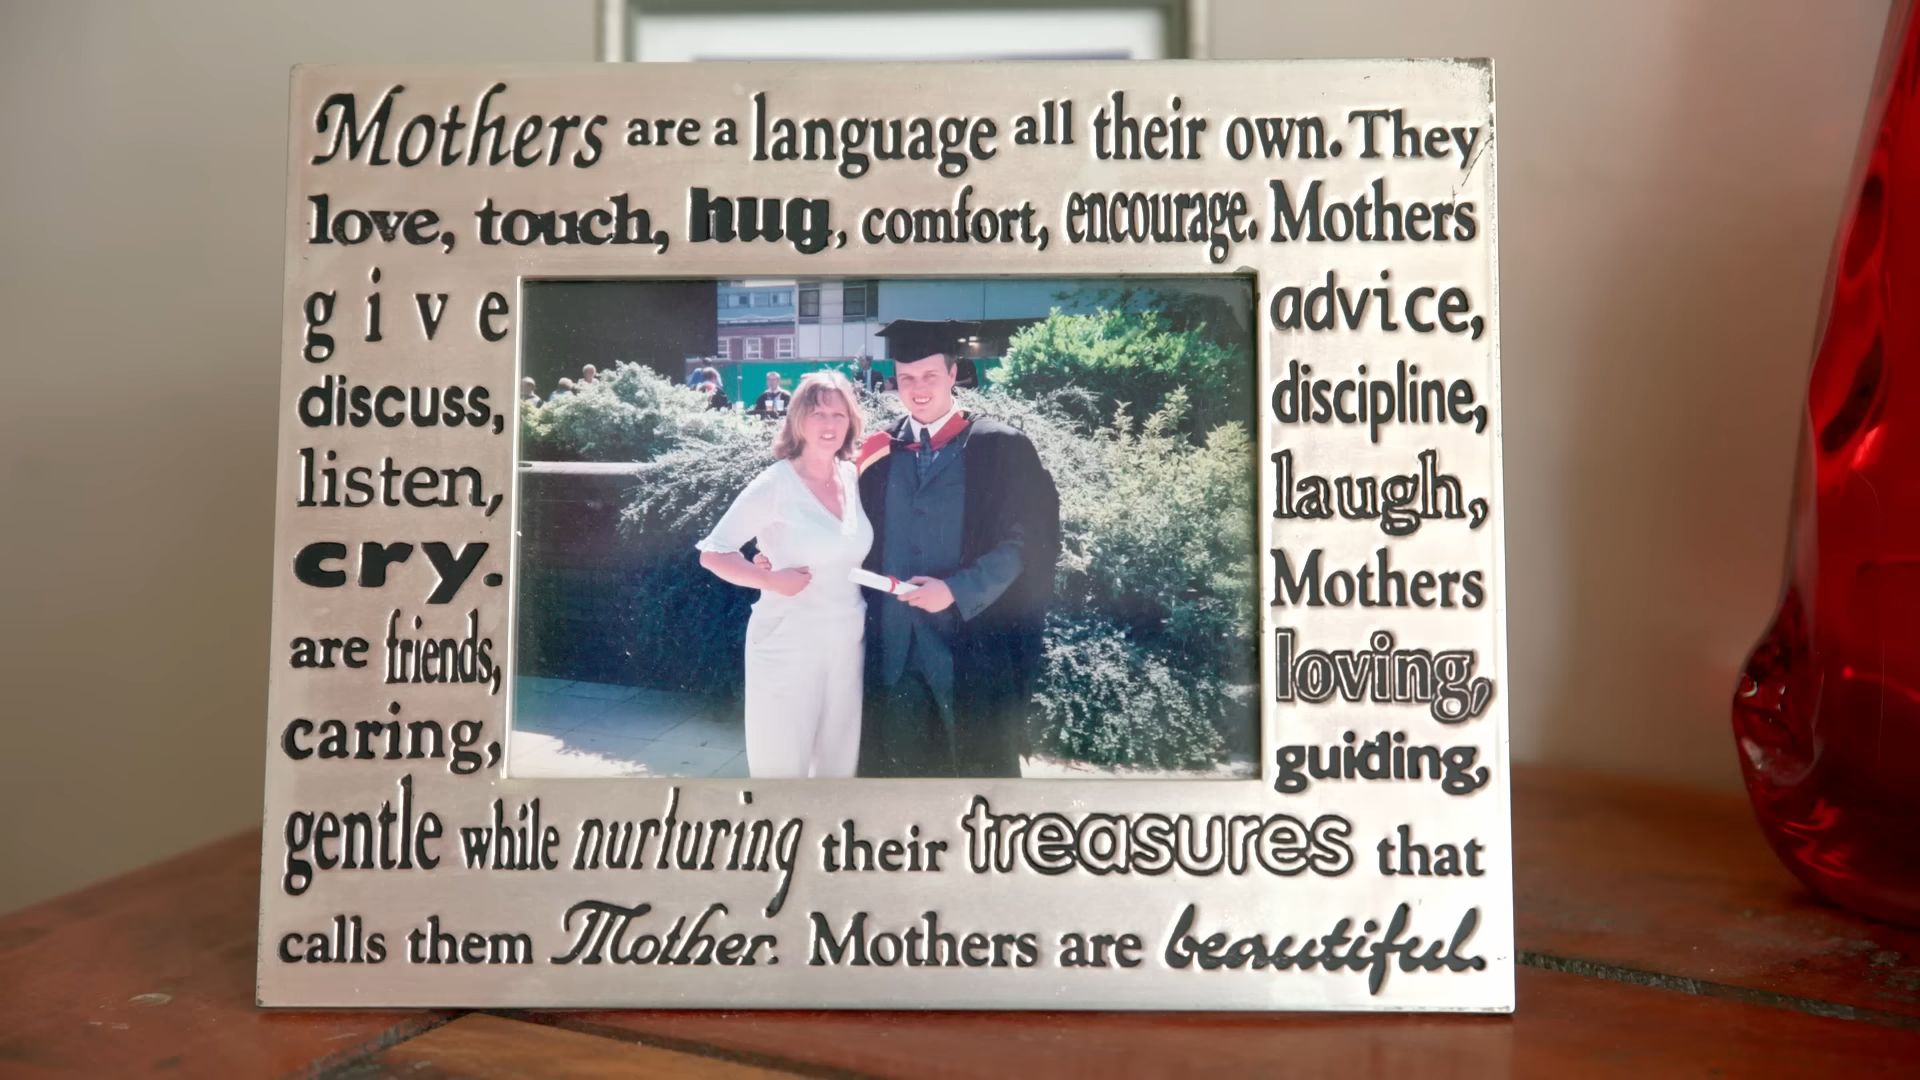 Mothers are a language all their own. They
love, touch, hug, comfort, encourage. Mothers
give advice,
discuss, discipline,
listen, laugh,
cry. Mothers
are friends, loving,
caring, guiding,
gentle while nurturing their treasures that
calls them Mother. Mothers are beautiful.